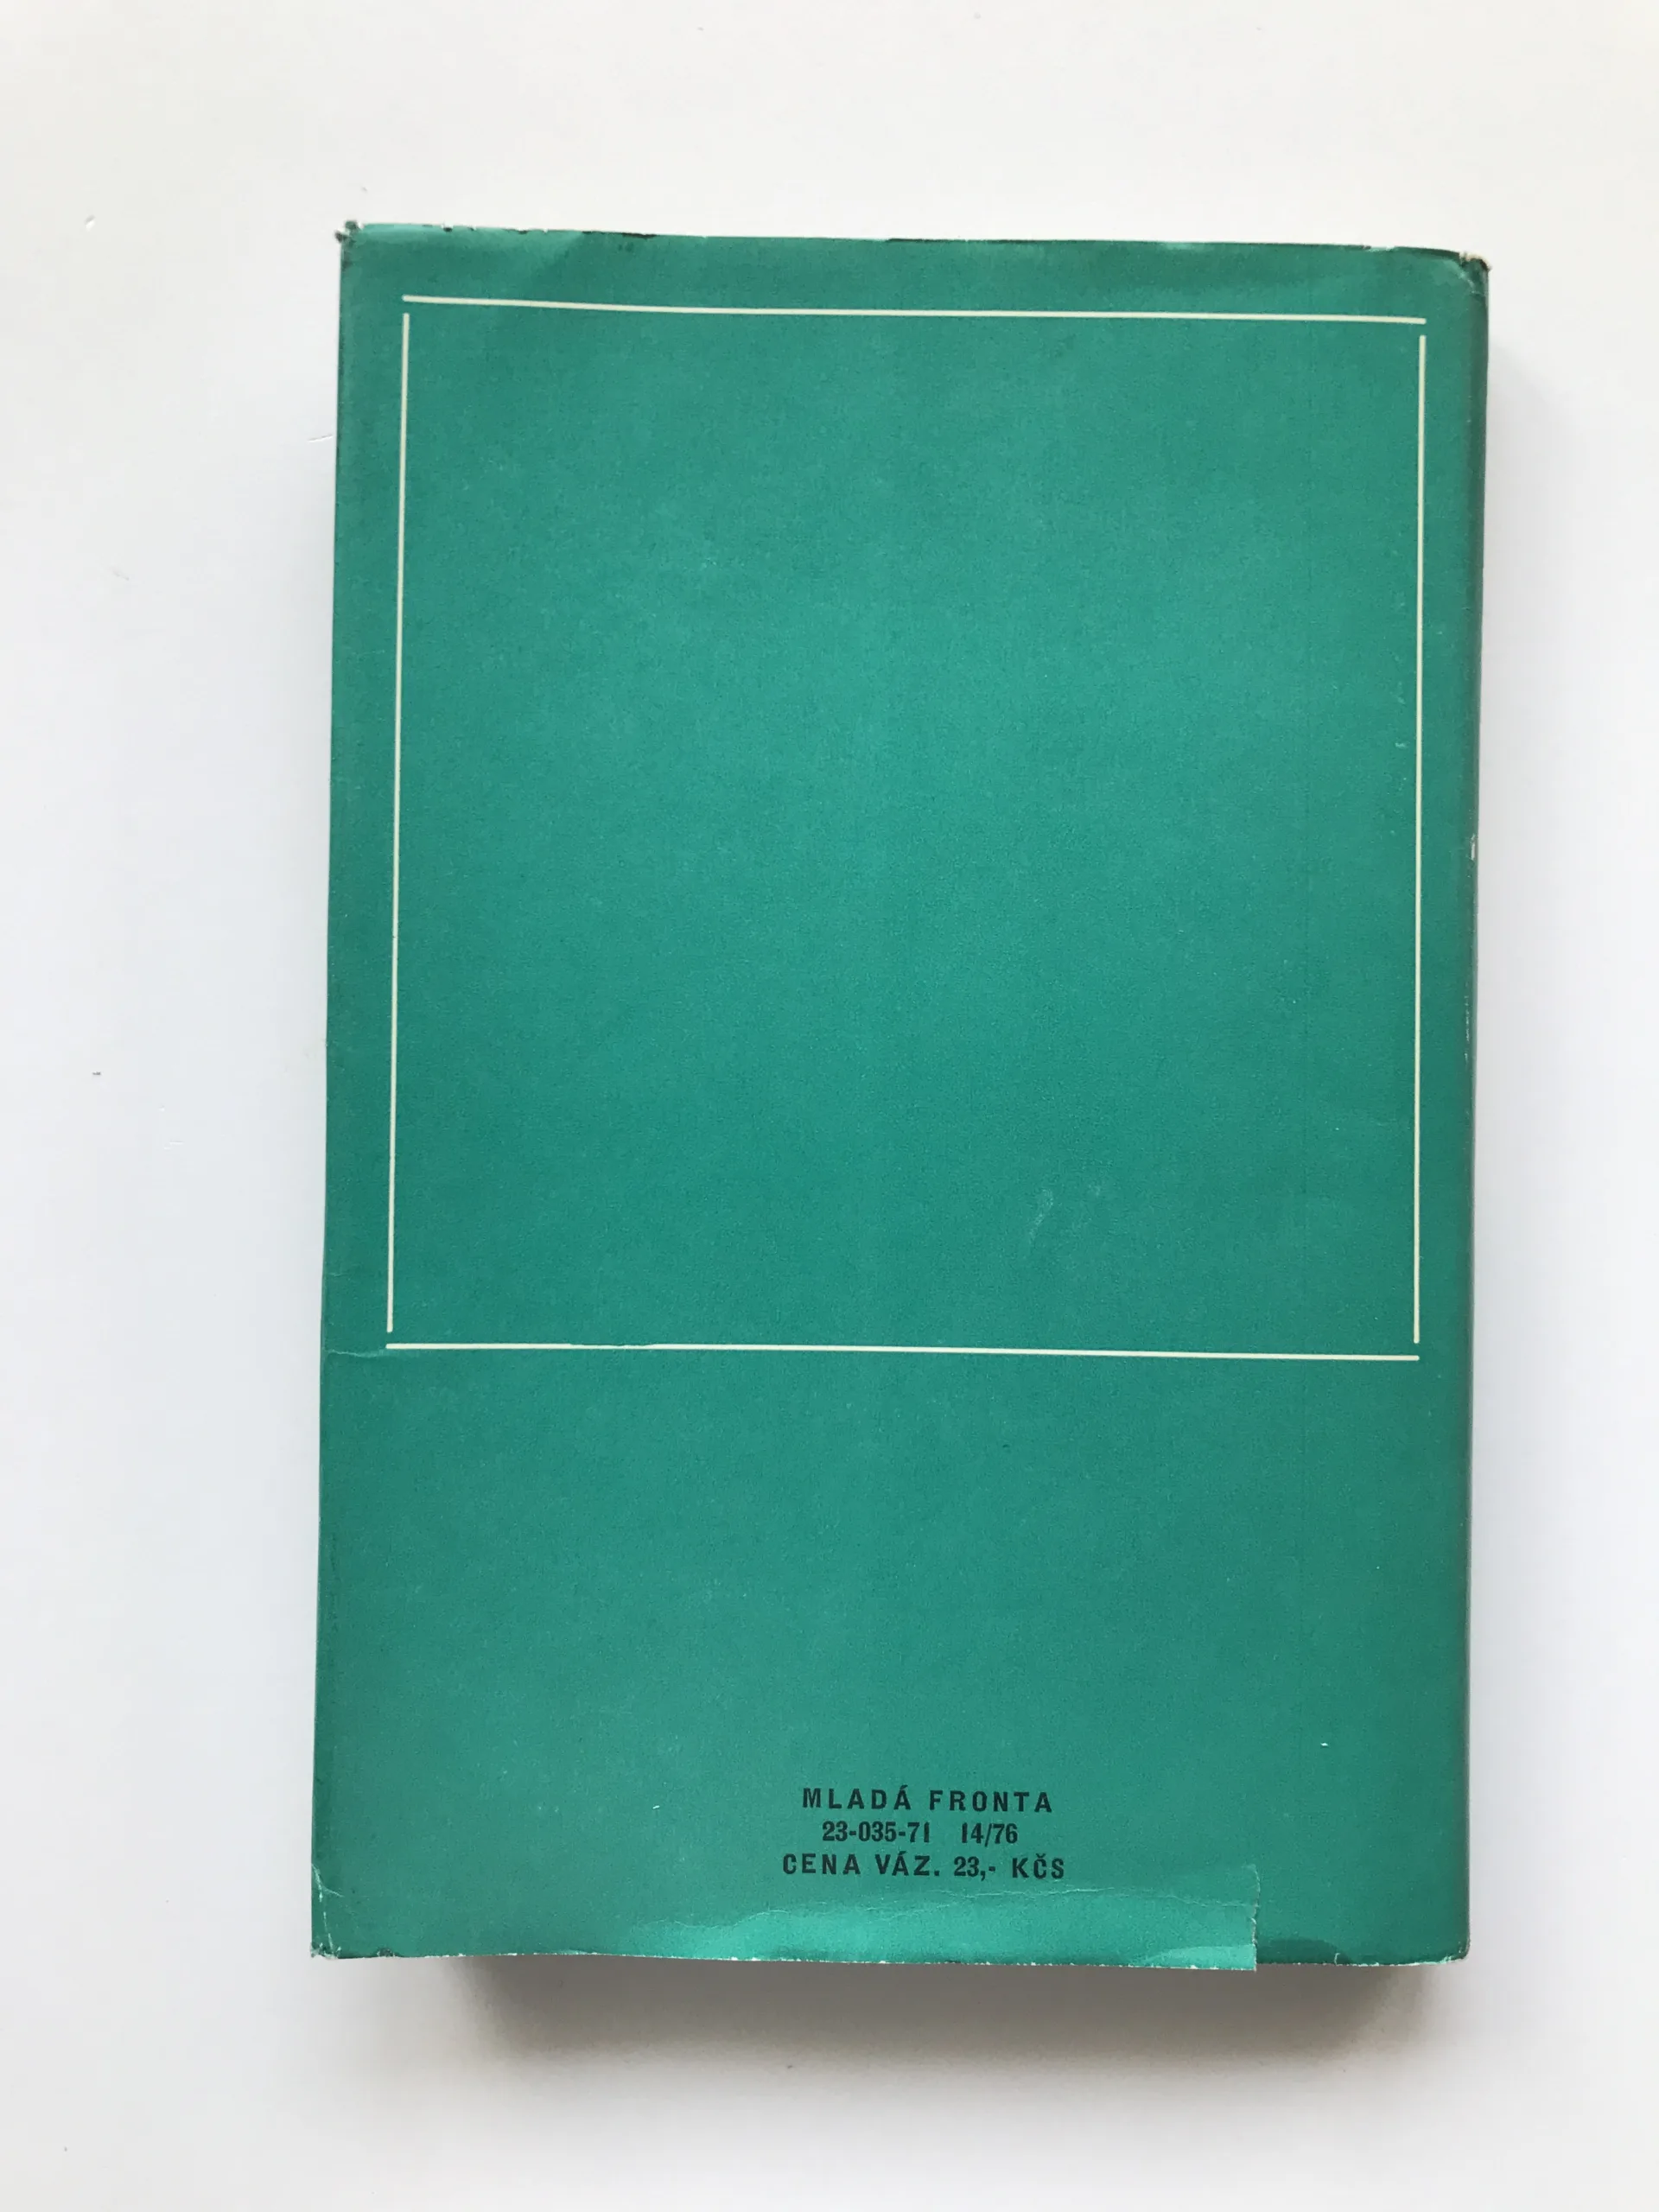 MLADÁ FRONTA
23-035-71 14/76
CENA VÁZ. 23,- KČS